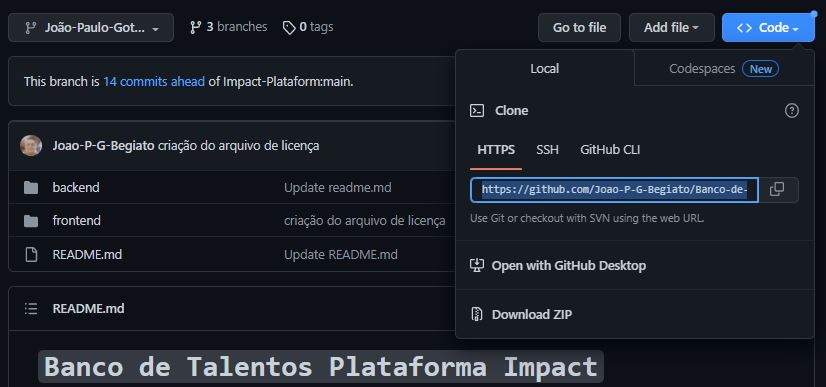 João-Paulo-Got...
3 branches
0 tags
Go to file
Add file
<> Code
This branch is 14 commits ahead of Impact-Plataform:main.
Joao-P-G-Begiato criação do arquivo de licença
backend Update readme.md
frontend criação do arquivo de licença
README.md Update README.md
README.md
Banco de Talentos Plataforma Impact
Local
Codespaces New
Clone
HTTPS SSH GitHub CLI
https://github.com/Joao-P-G-Begiato/Banco-de-
Use Git or checkout with SVN using the web URL.
Open with GitHub Desktop
Download ZIP